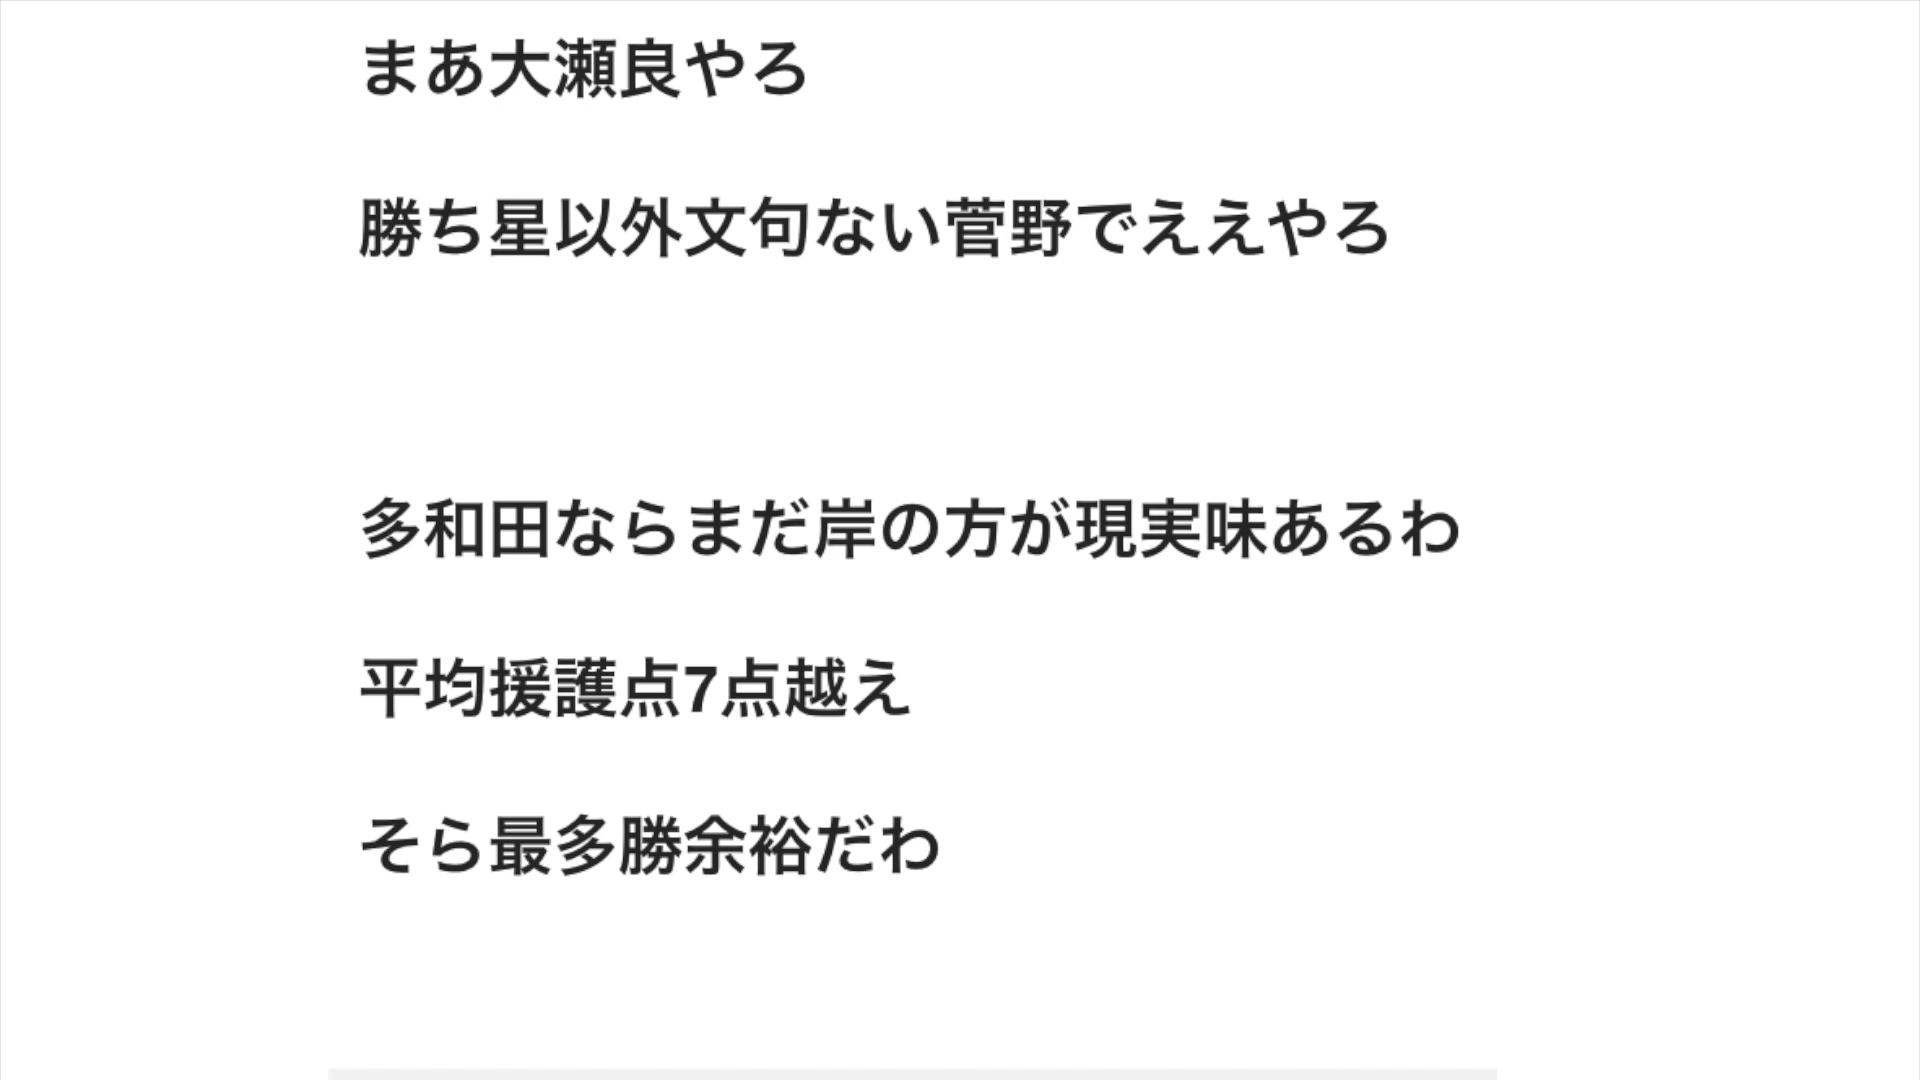 まあ大瀬良やろ
勝ち星以外文句ない菅野でええやろ
多和田ならまだ岸の方が現実味あるわ
平均援護点7点越え
そら最多勝余裕だわ